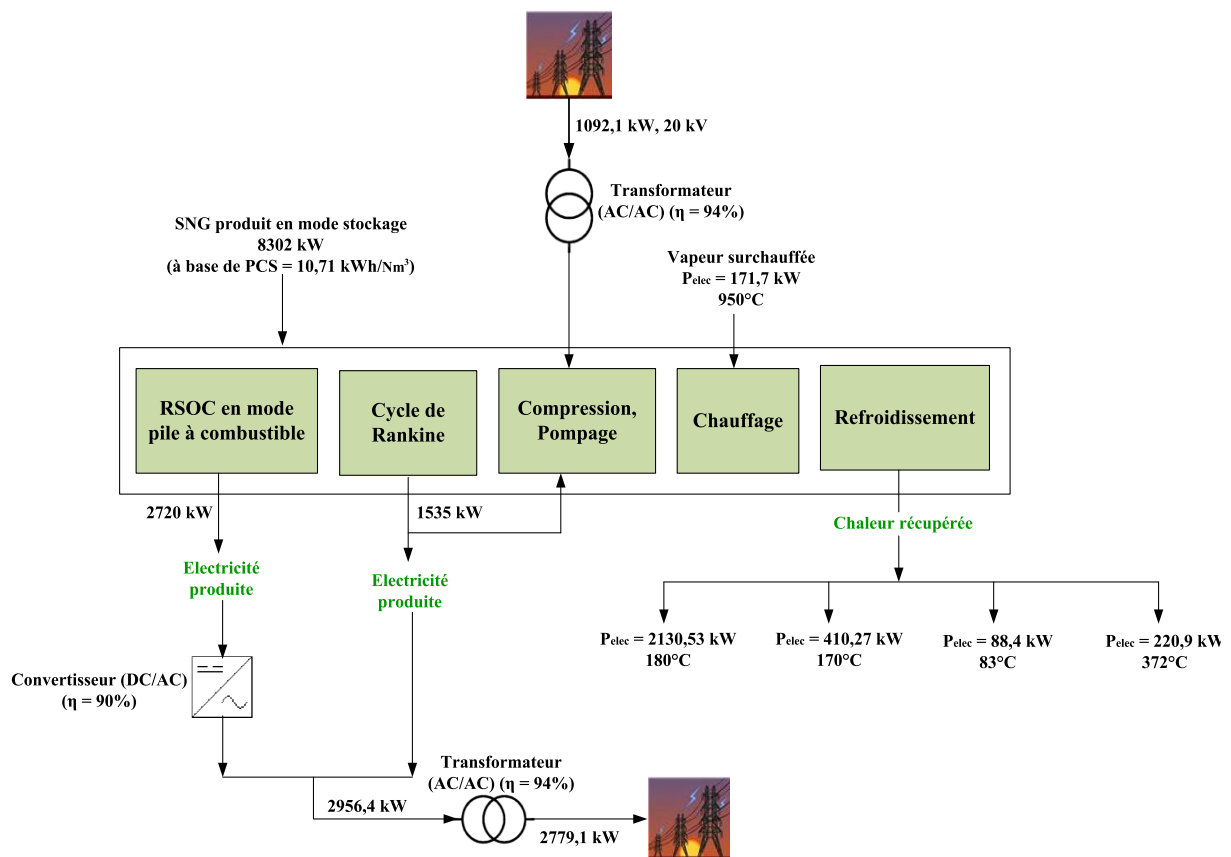 1092,1 kW, 20 kV
Transformateur
(AC/AC) (η = 94%)
SNG produit en mode stockage
8302 kW
(à base de PCS = 10,71 kWh/Nm³)
Vapeur surchauffée
Pelec = 171,7 kW
950°C
RSOC en mode
pile à combustible
Cycle de
Rankine
Compression,
Pompage
Chauffage
Refroidissement
2720 kW
1535 kW
Chaleur récupérée
Electricité
produite
Electricité
produite
Pelec = 2130,53 kW
180°C
Pelec = 410,27 kW
170°C
Pelec = 88,4 kW
83°C
Pelec = 220,9 kW
372°C
Convertisseur (DC/AC)
(η = 90%)
Transformateur
(AC/AC) (η = 94%)
2956,4 kW
2779,1 kW